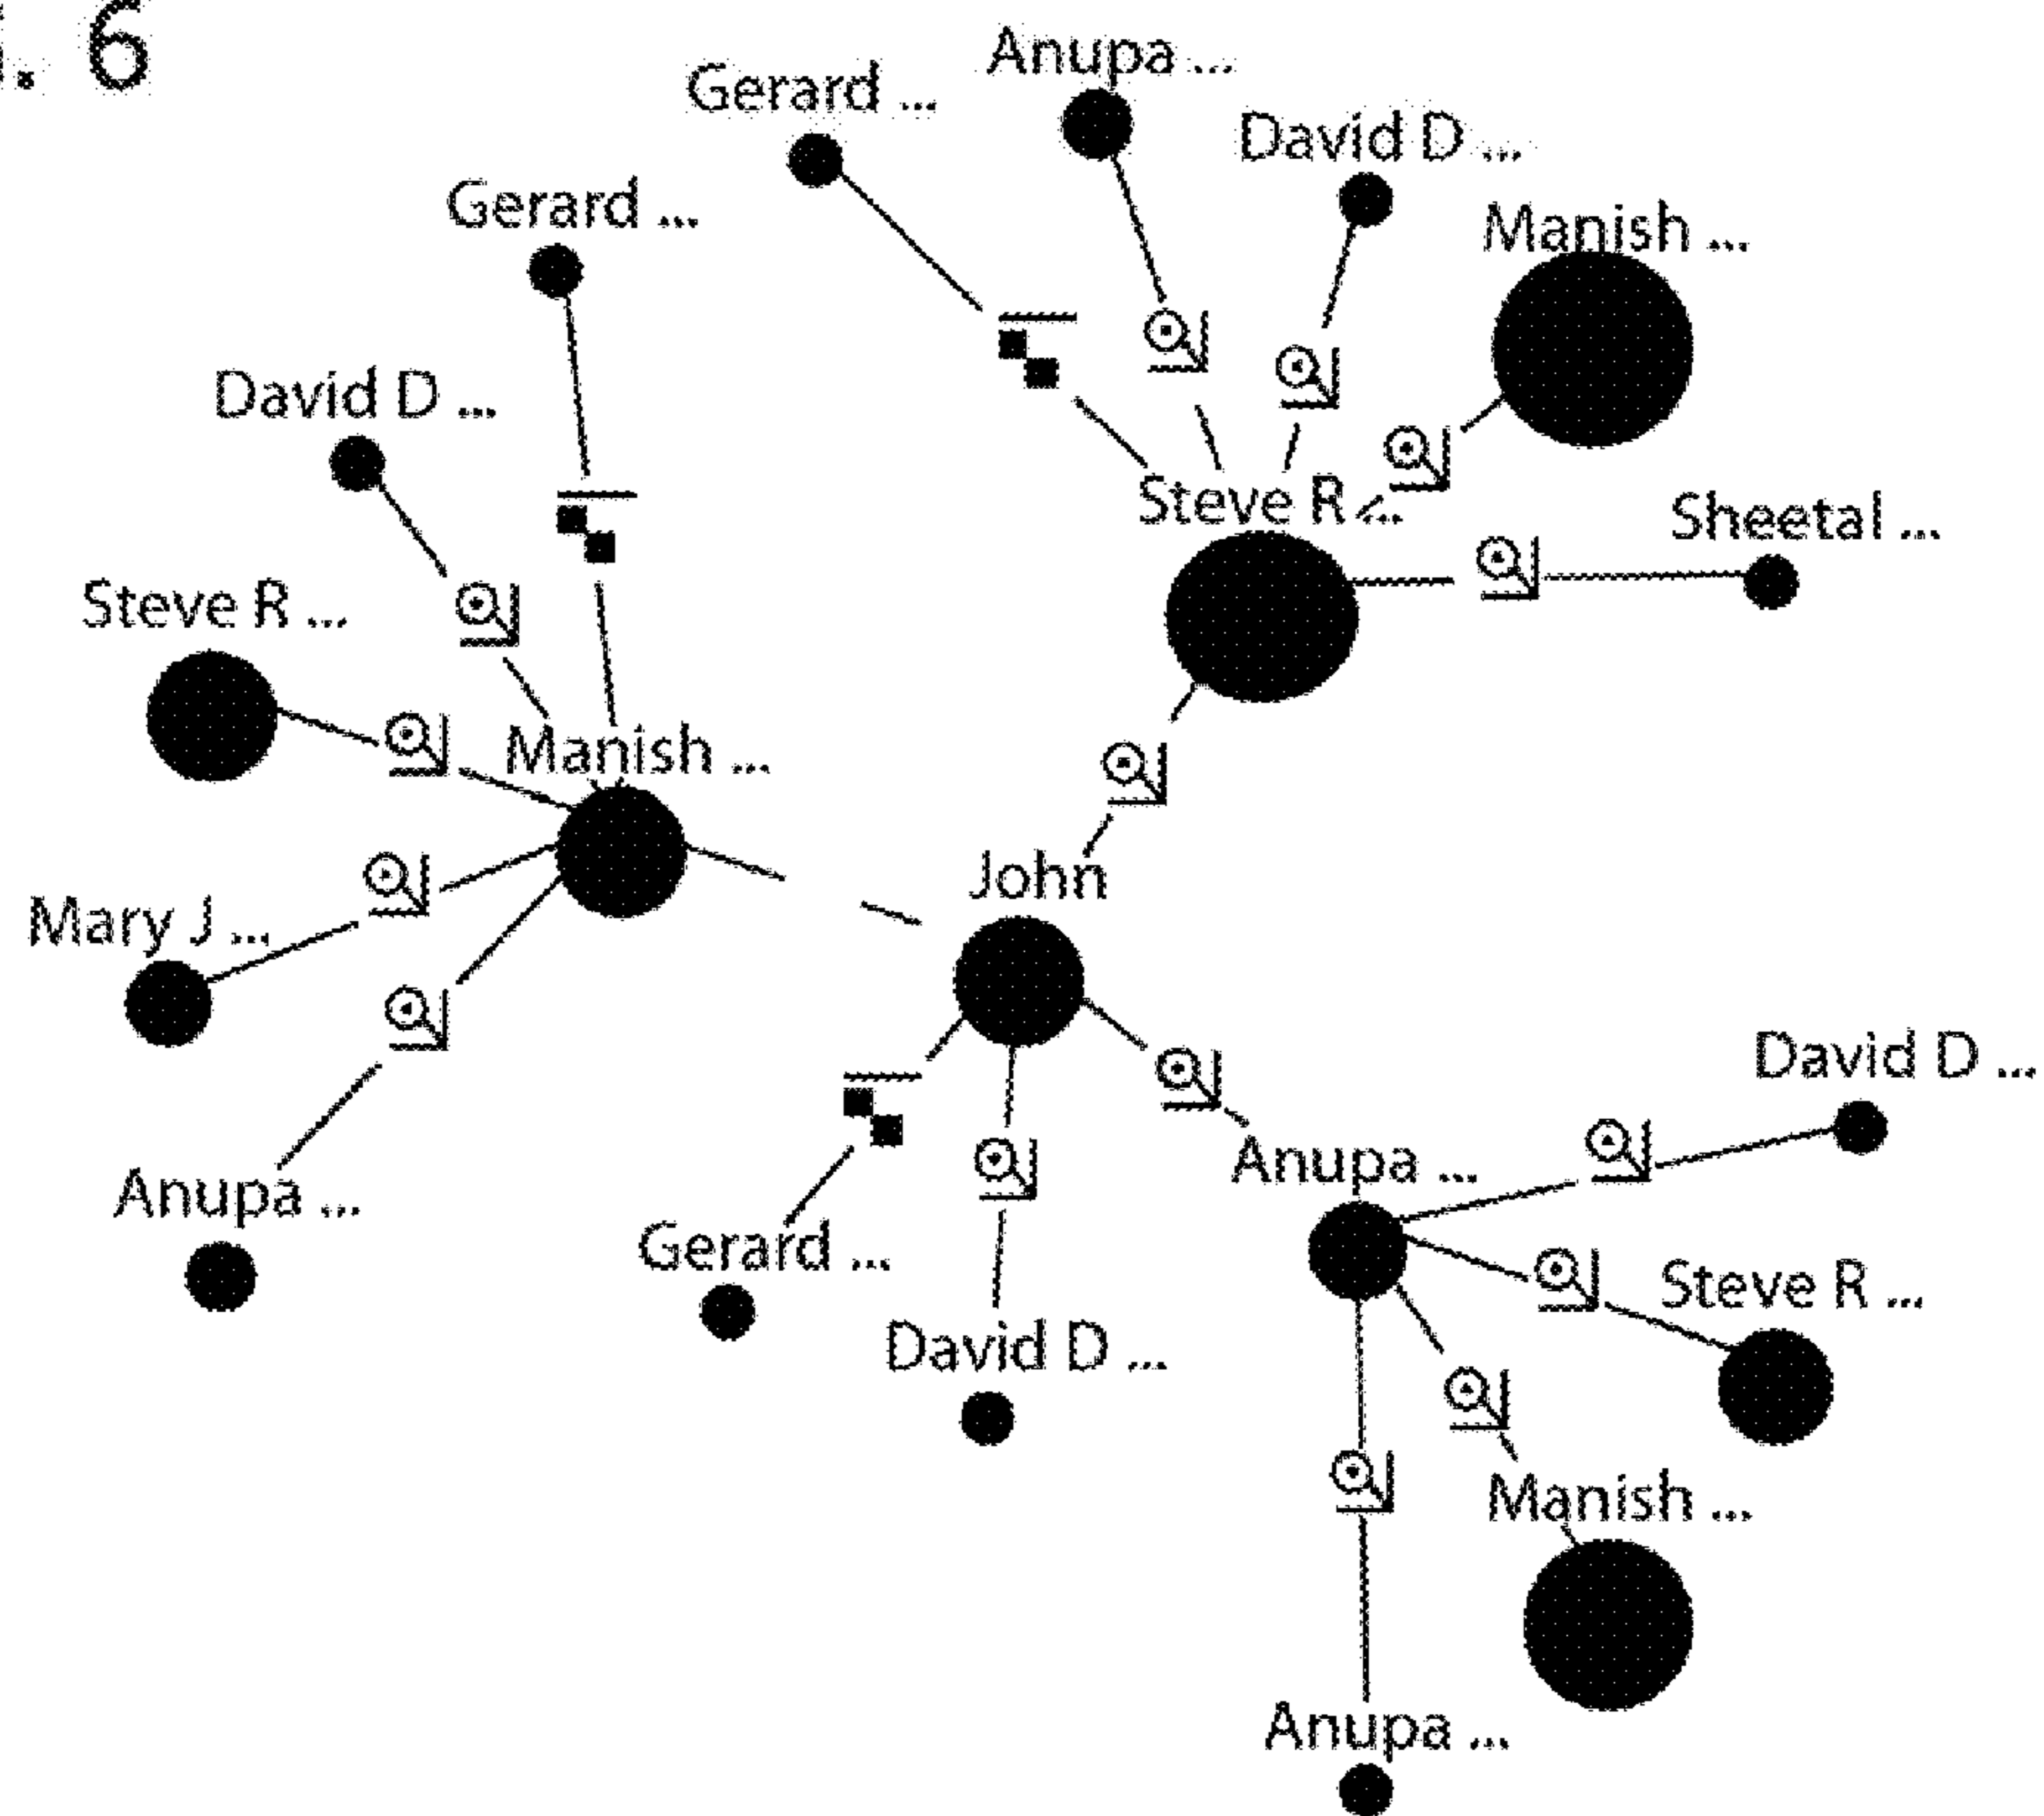 . 6
Anupa ...
Gerard ...
David D ...
Gerard ...
Manish ...
David D ...
Steve R ...
Sheetal ...
Steve R ...
Manish ...
John
Mary J ...
David D ...
Anupa ...
Anupa ...
Gerard ...
Steve R ...
David D ...
Manish ...
Anupa ...